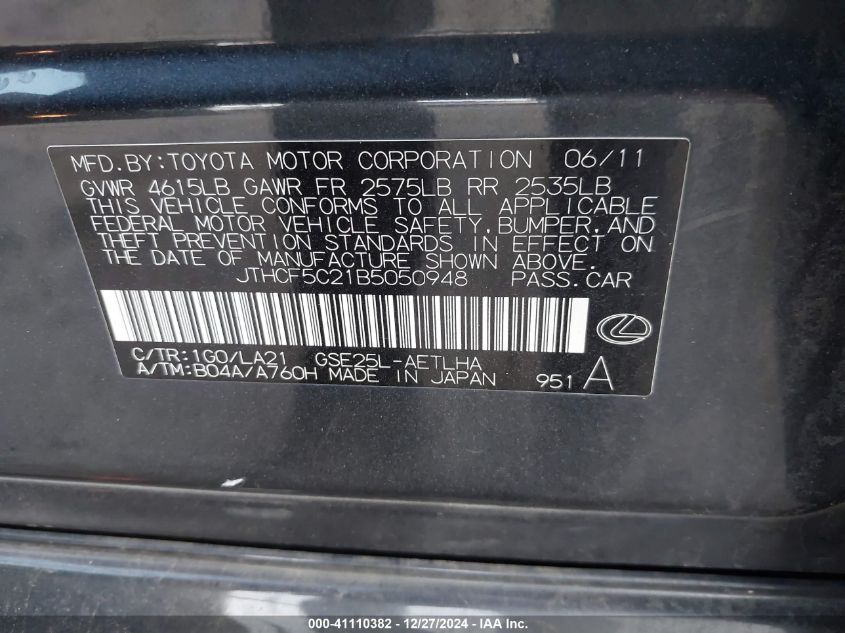 MFD.BY:TOYOTA MOTOR CORPORATION 06/11
GVWR 4615LB GAWR FR 2575LB RR 2535LB
THIS VEHICLE CONFORMS TO ALL APPLICABLE
FEDERAL MOTOR VEHICLE SAFETY,BUMPER,AND
THEFT PREVENTION STANDARDS IN EFFECT ON
THE DATE OF MANUFACTURE SHOWN ABOVE.
JTHCF5C21B5050948 PASS.CAR
C/TR:1G0/LA21 GSE25L-AETLHA
A/TM:B04A/A760H MADE IN JAPAN 951 A
000-41110382 - 12/27/2024 - IAA Inc.